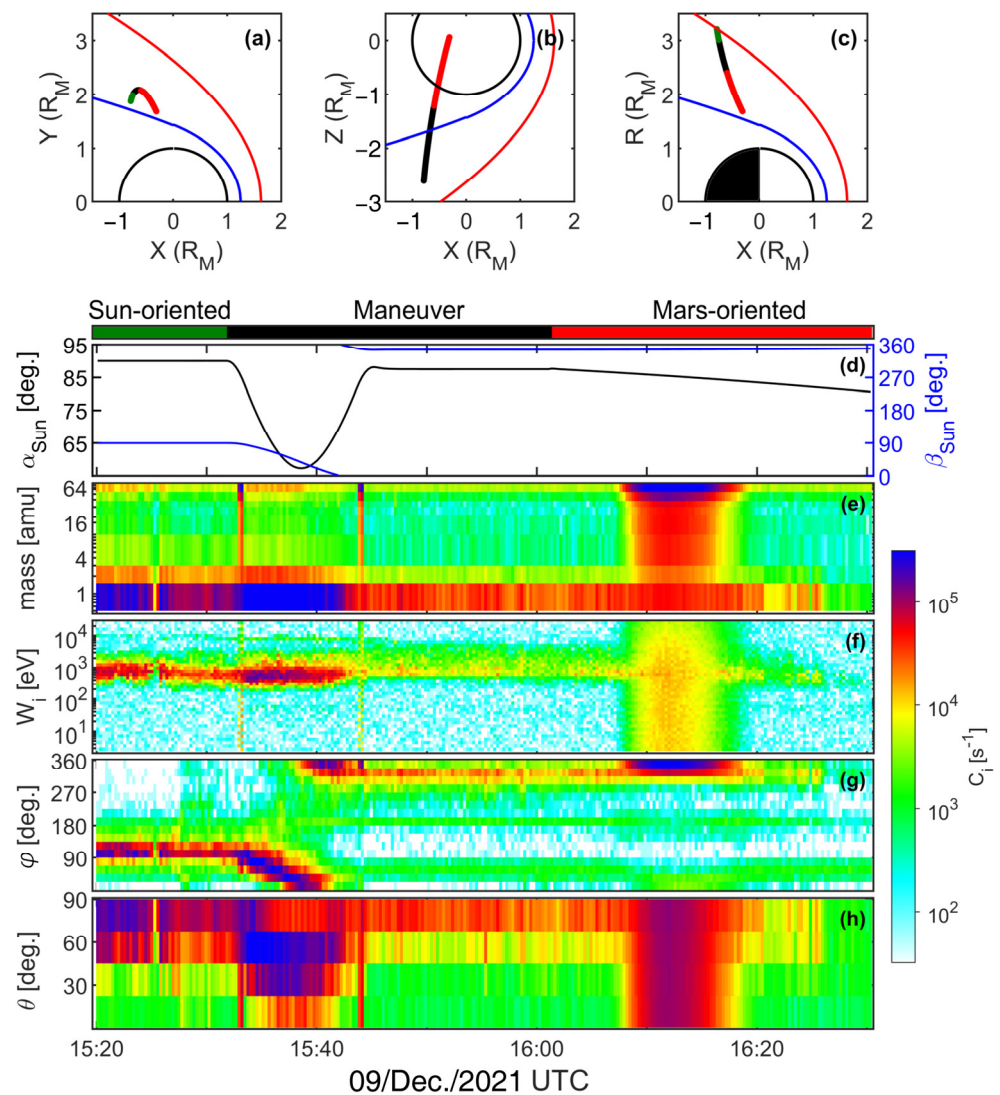 (a)
(b)
(c)
3
2
1
0
Y (R_M)
0
−1
−2
−3
Z (R_M)
3
2
1
0
R (R_M)
−1 0 1 2
−1 0 1 2
−1 0 1 2
X (R_M)
X (R_M)
X (R_M)
Sun-oriented Maneuver Mars-oriented
95
85
75
65
α_Sun [deg.]
(d)
360
270
180
90
0
β_Sun [deg.]
64
16
4
1
mass [amu]
(e)
10^4
10^3
10^2
10^1
W_i [eV]
(f)
360
270
180
90
φ [deg.]
(g)
90
60
30
θ [deg.]
(h)
10^5
10^4
10^3
10^2
C_i [s^-1]
15:20 15:40 16:00 16:20
09/Dec./2021 UTC